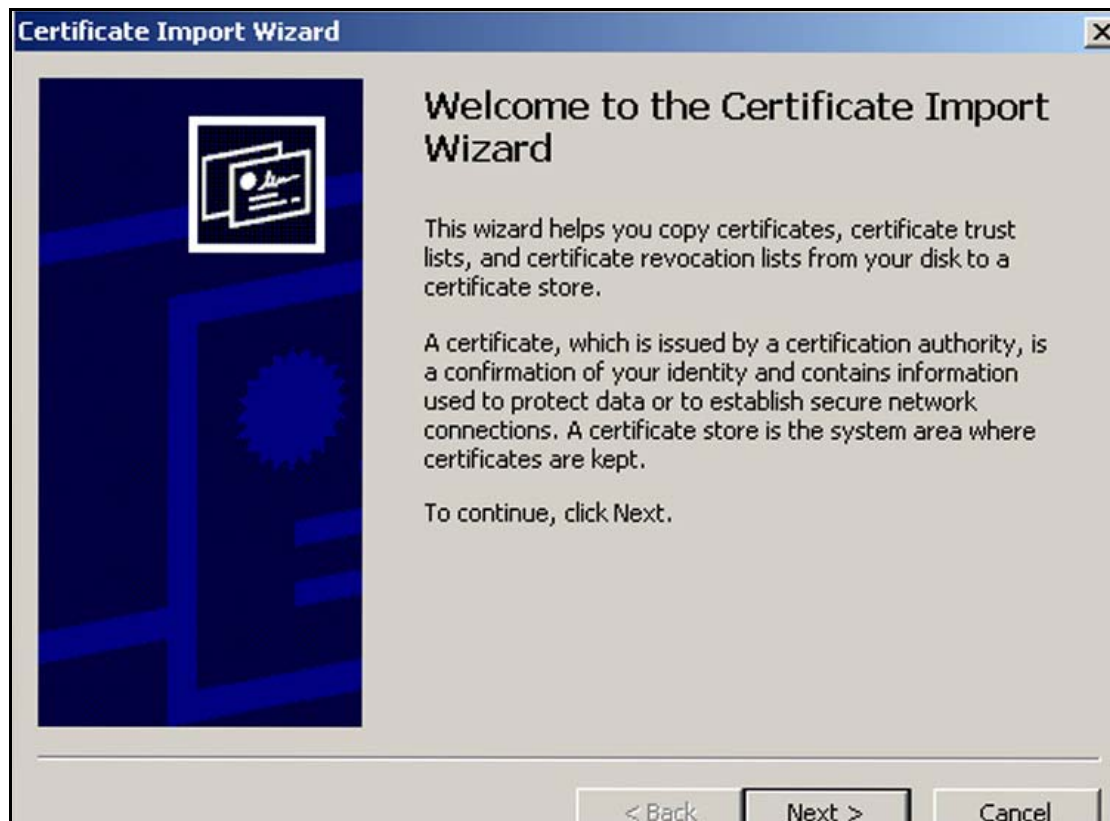 Certificate Import Wizard
Welcome to the Certificate Import
Wizard
This wizard helps you copy certificates, certificate trust
lists, and certificate revocation lists from your disk to a
certificate store.
A certificate, which is issued by a certification authority, is
a confirmation of your identity and contains information
used to protect data or to establish secure network
connections. A certificate store is the system area where
certificates are kept.
To continue, click Next.
< Back Next > Cancel